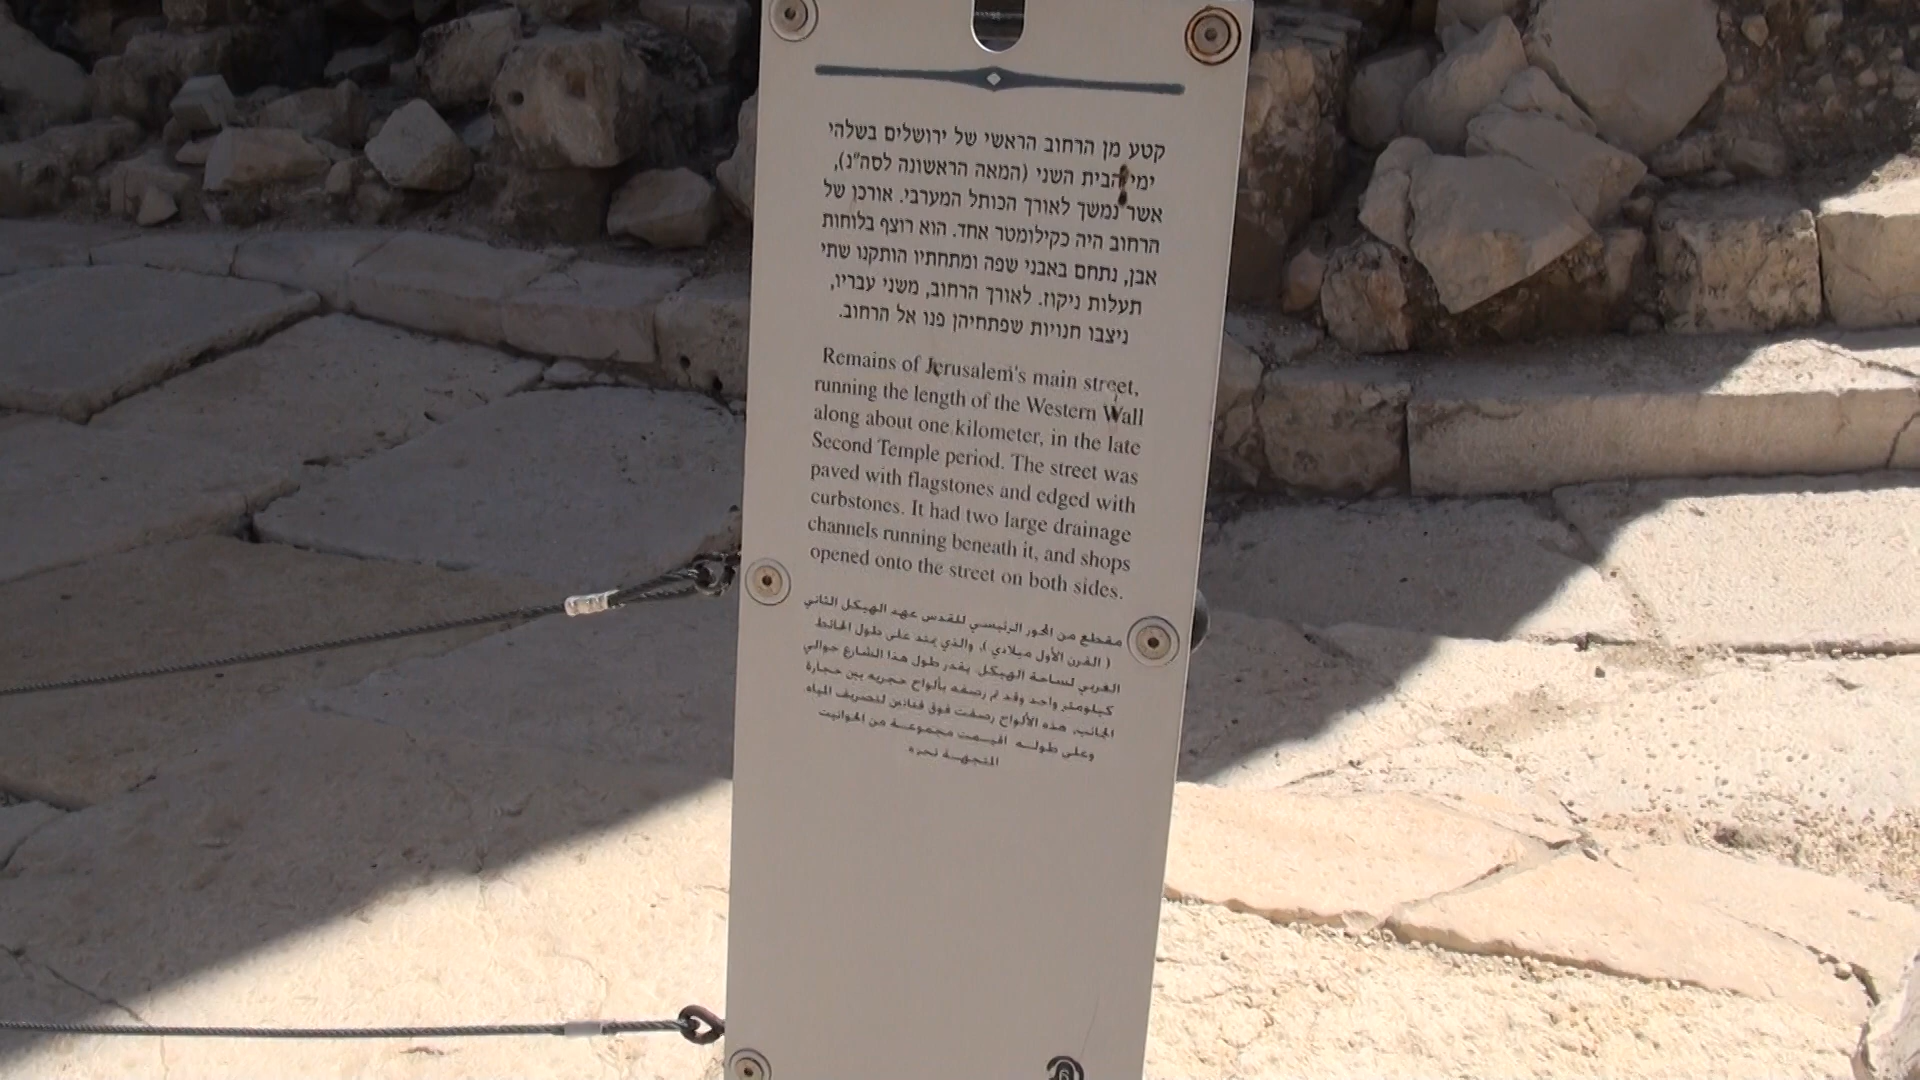 קטע מן הרחוב הראשי של ירושלים בשלהי
ימי הבית השני (המאה הראשונה לסה"נ),
אשר נמשך לאורך הכותל המערבי. אורכו של
הרחוב היה כקילומטר אחד. הוא רוצף בלוחות
אבן, נתחם באבני שפה ומתחתיו הותקנו שתי
תעלות ניקוז. לאורך הרחוב, משני עבריו,
ניצבו חנויות שפתחיהן פנו אל הרחוב.
Remains of Jerusalem's main street,
running the length of the Western Wall
along about one kilometer, in the late
Second Temple period. The street was
paved with flagstones and edged with
curbstones. It had two large drainage
channels running beneath it, and shops
opened onto the street on both sides.
مقطع من المحور الرئيسي للقدس عهد الهيكل الثاني
( القرن الأول ميلادي )، والذي يمتد على طول الحائط
الغربي لساحة الهيكل. يقدر طول هذا الشارع حوالي
كيلومتر واحد وقد تم رصفه بألواح حجريه بين حجارة
الجانب. هذه الألواح رصفت فوق قناتين لتصريف المياه
وعلى طوله اقيمت مجموعة من الحوانيت
المتجهة نحوه